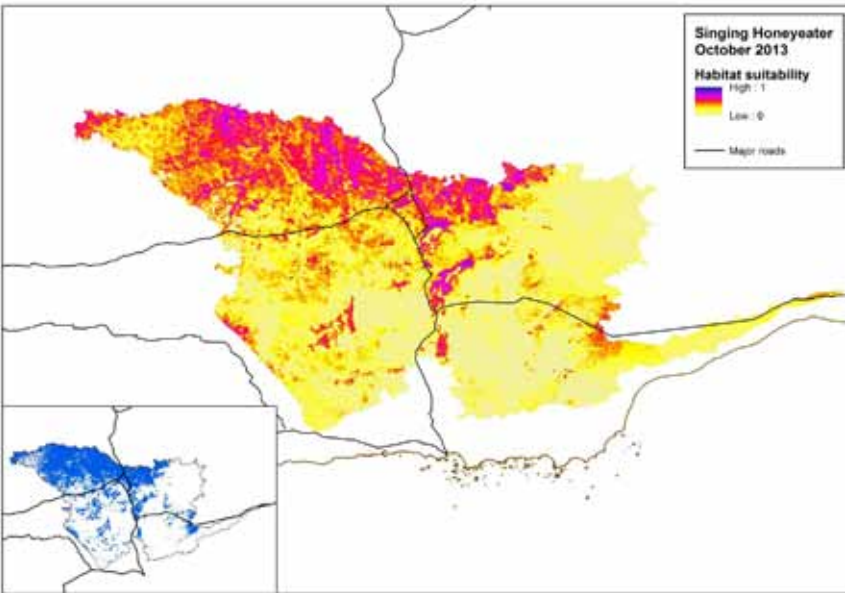 Singing Honeyeater
October 2013
Habitat suitability
High : 1
Low : 0
Major roads